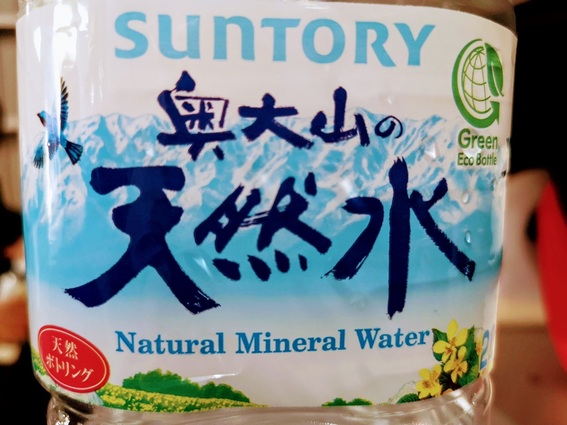 SUNTORY
Green
Eco Bottle
奥大山の
天然水
Natural Mineral Water
天然
ボトリング
2